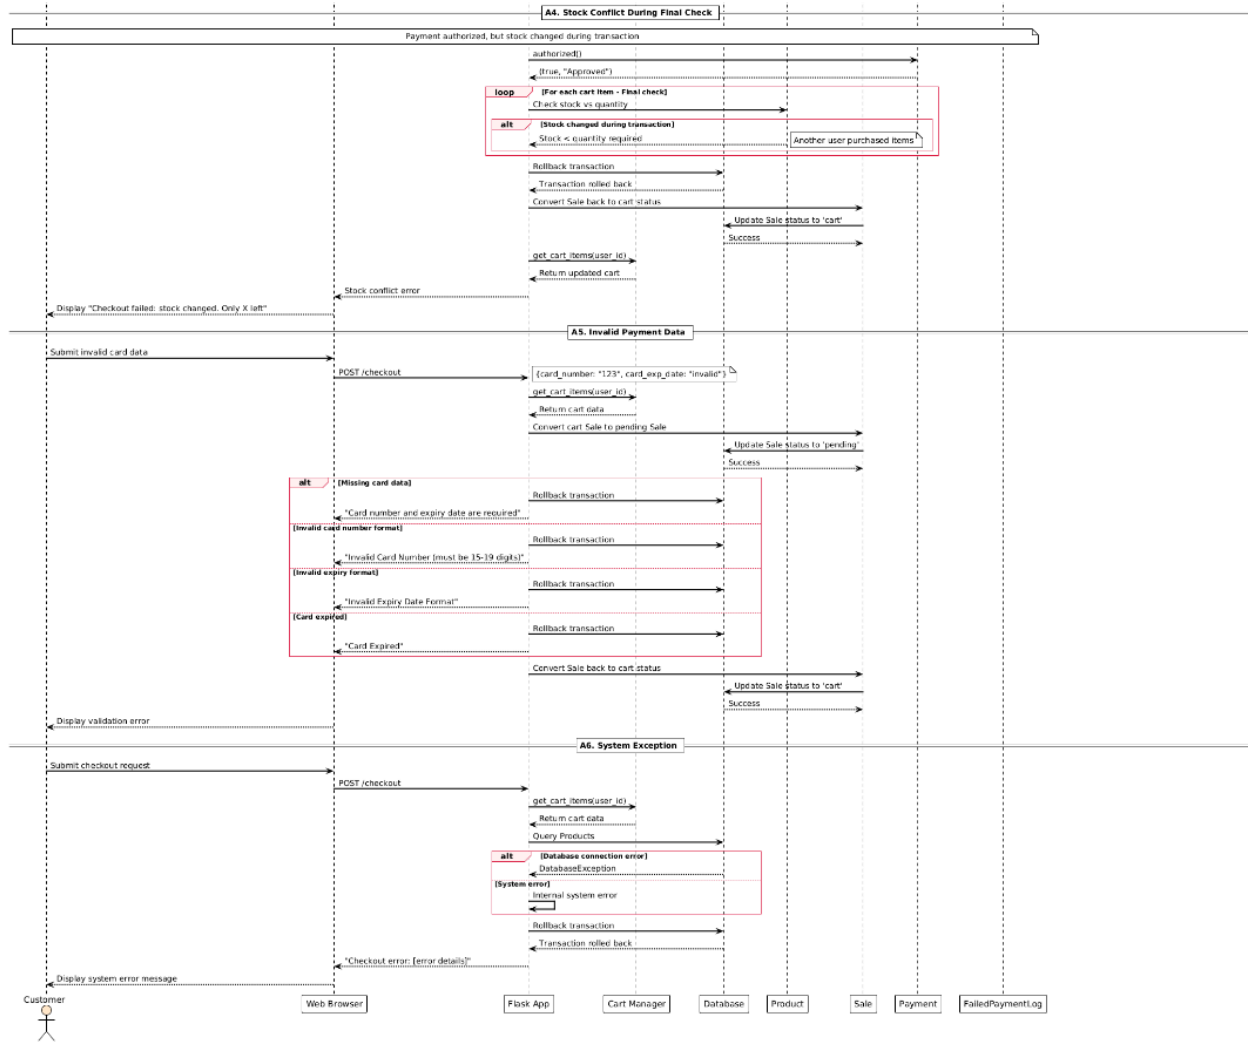 A4. Stock Conflict During Final Check
Payment authorized, but stock changed during transaction
authorized()
(true, "Approved")
loop [For each cart item - Final check]
Check stock vs quantity
alt [Stock changed during transaction]
Stock < quantity required
Another user purchased items
Rollback transaction
Transaction rolled back
Convert Sale back to cart status
Update Sale status to 'cart'
Success
get_cart_items(user_id)
Return updated cart
Stock conflict error
Display "Checkout failed: stock changed. Only X left"
A5. Invalid Payment Data
Submit invalid card data
POST /checkout
{card_number: "123", card_exp_date: "invalid"}
get_cart_items(user_id)
Return cart data
Convert cart Sale to pending Sale
Update Sale status to 'pending'
Success
alt [Missing card data]
Rollback transaction
"Card number and expiry date are required"
[Invalid card number format]
Rollback transaction
"Invalid Card Number (must be 15-19 digits)"
[Invalid expiry format]
Rollback transaction
"Invalid Expiry Date Format"
[Card expired]
Rollback transaction
"Card Expired"
Convert Sale back to cart status
Update Sale status to 'cart'
Success
Display validation error
A6. System Exception
Submit checkout request
POST /checkout
get_cart_items(user_id)
Return cart data
Query Products
alt [Database connection error]
DatabaseException
[System error]
Internal system error
Rollback transaction
Transaction rolled back
"Checkout error: [error details]"
Display system error message
Customer
Web Browser
Flask App
Cart Manager
Database
Product
Sale
Payment
FailedPaymentLog